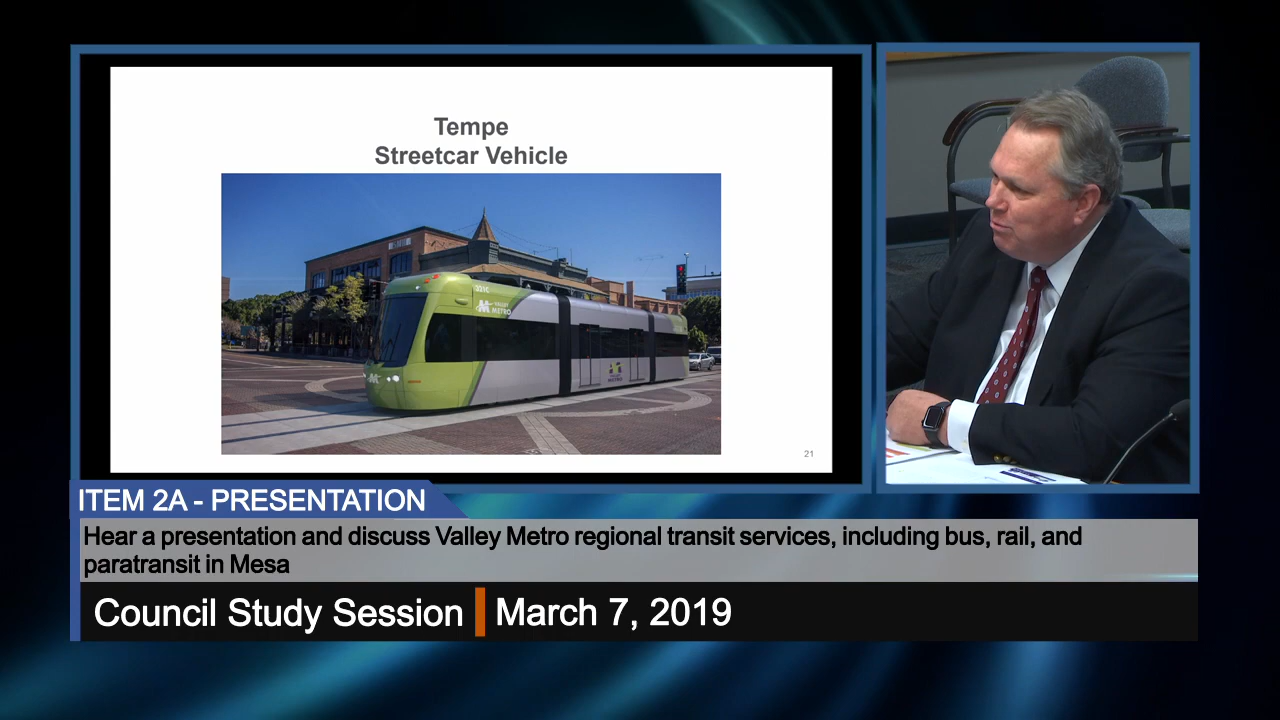 Tempe
Streetcar Vehicle
VALLEY
METRO
21
ITEM 2A - PRESENTATION
Hear a presentation and discuss Valley Metro regional transit services, including bus, rail, and
paratransit in Mesa
Council Study Session
March 7, 2019